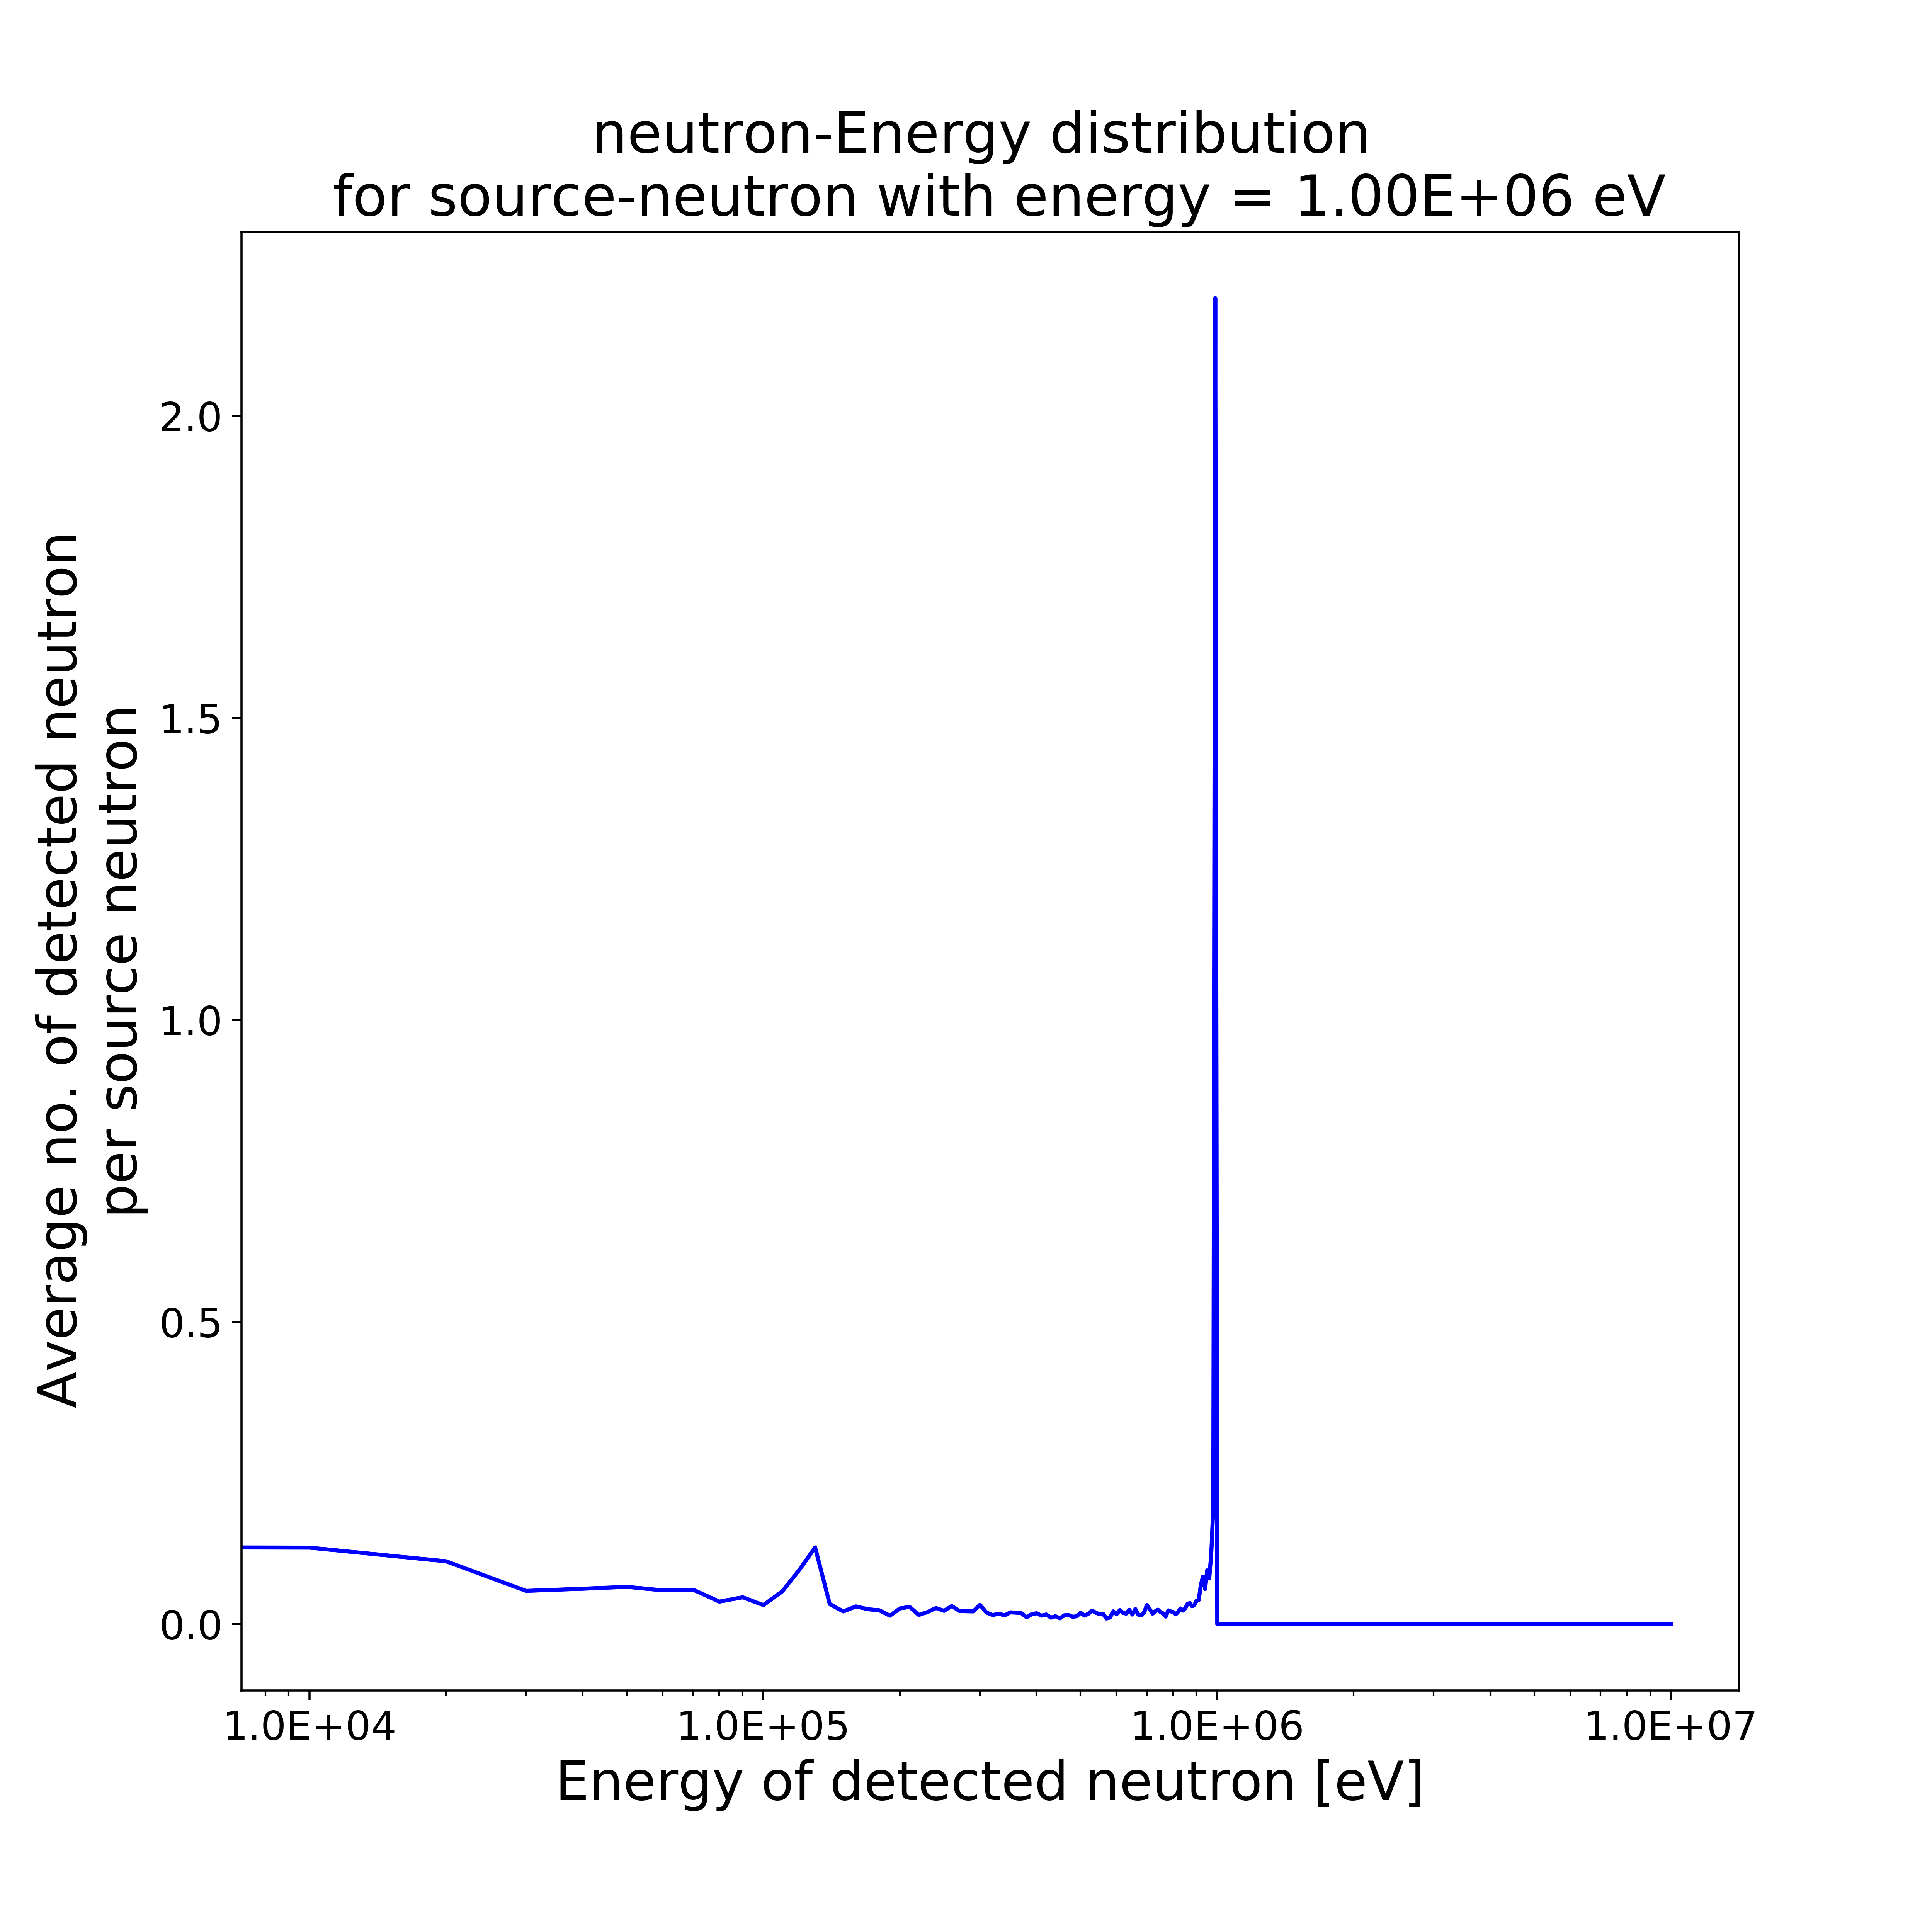 neutron-Energy distribution
for source-neutron with energy = 1.00E+06 eV
Average no. of detected neutron
per source neutron
2.0
1.5
1.0
0.5
0.0
1.0E+04
1.0E+05
1.0E+06
1.0E+07
Energy of detected neutron [eV]